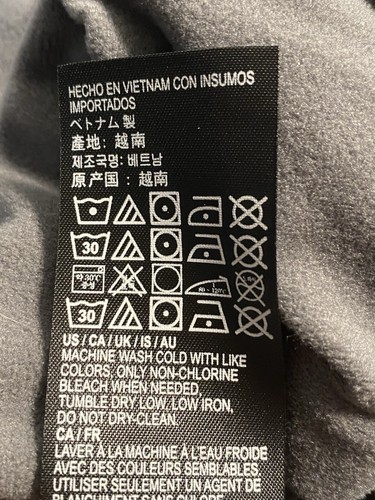 HECHO EN VIETNAM CON INSUMOS
IMPORTADOS
ベトナム 製
產地: 越南
제조국명: 베트남
原产国 : 越南
30
30
US / CA / UK / IS / AU
MACHINE WASH COLD WITH LIKE
COLORS, ONLY NON-CHLORINE
BLEACH WHEN NEEDED,
TUMBLE DRY LOW, LOW IRON,
DO NOT DRY-CLEAN.
CA / FR
LAVER À LA MACHINE À L'EAU FROIDE
AVEC DES COULEURS SEMBLABLES.
UTILISER SEULEMENT UN AGENT DE